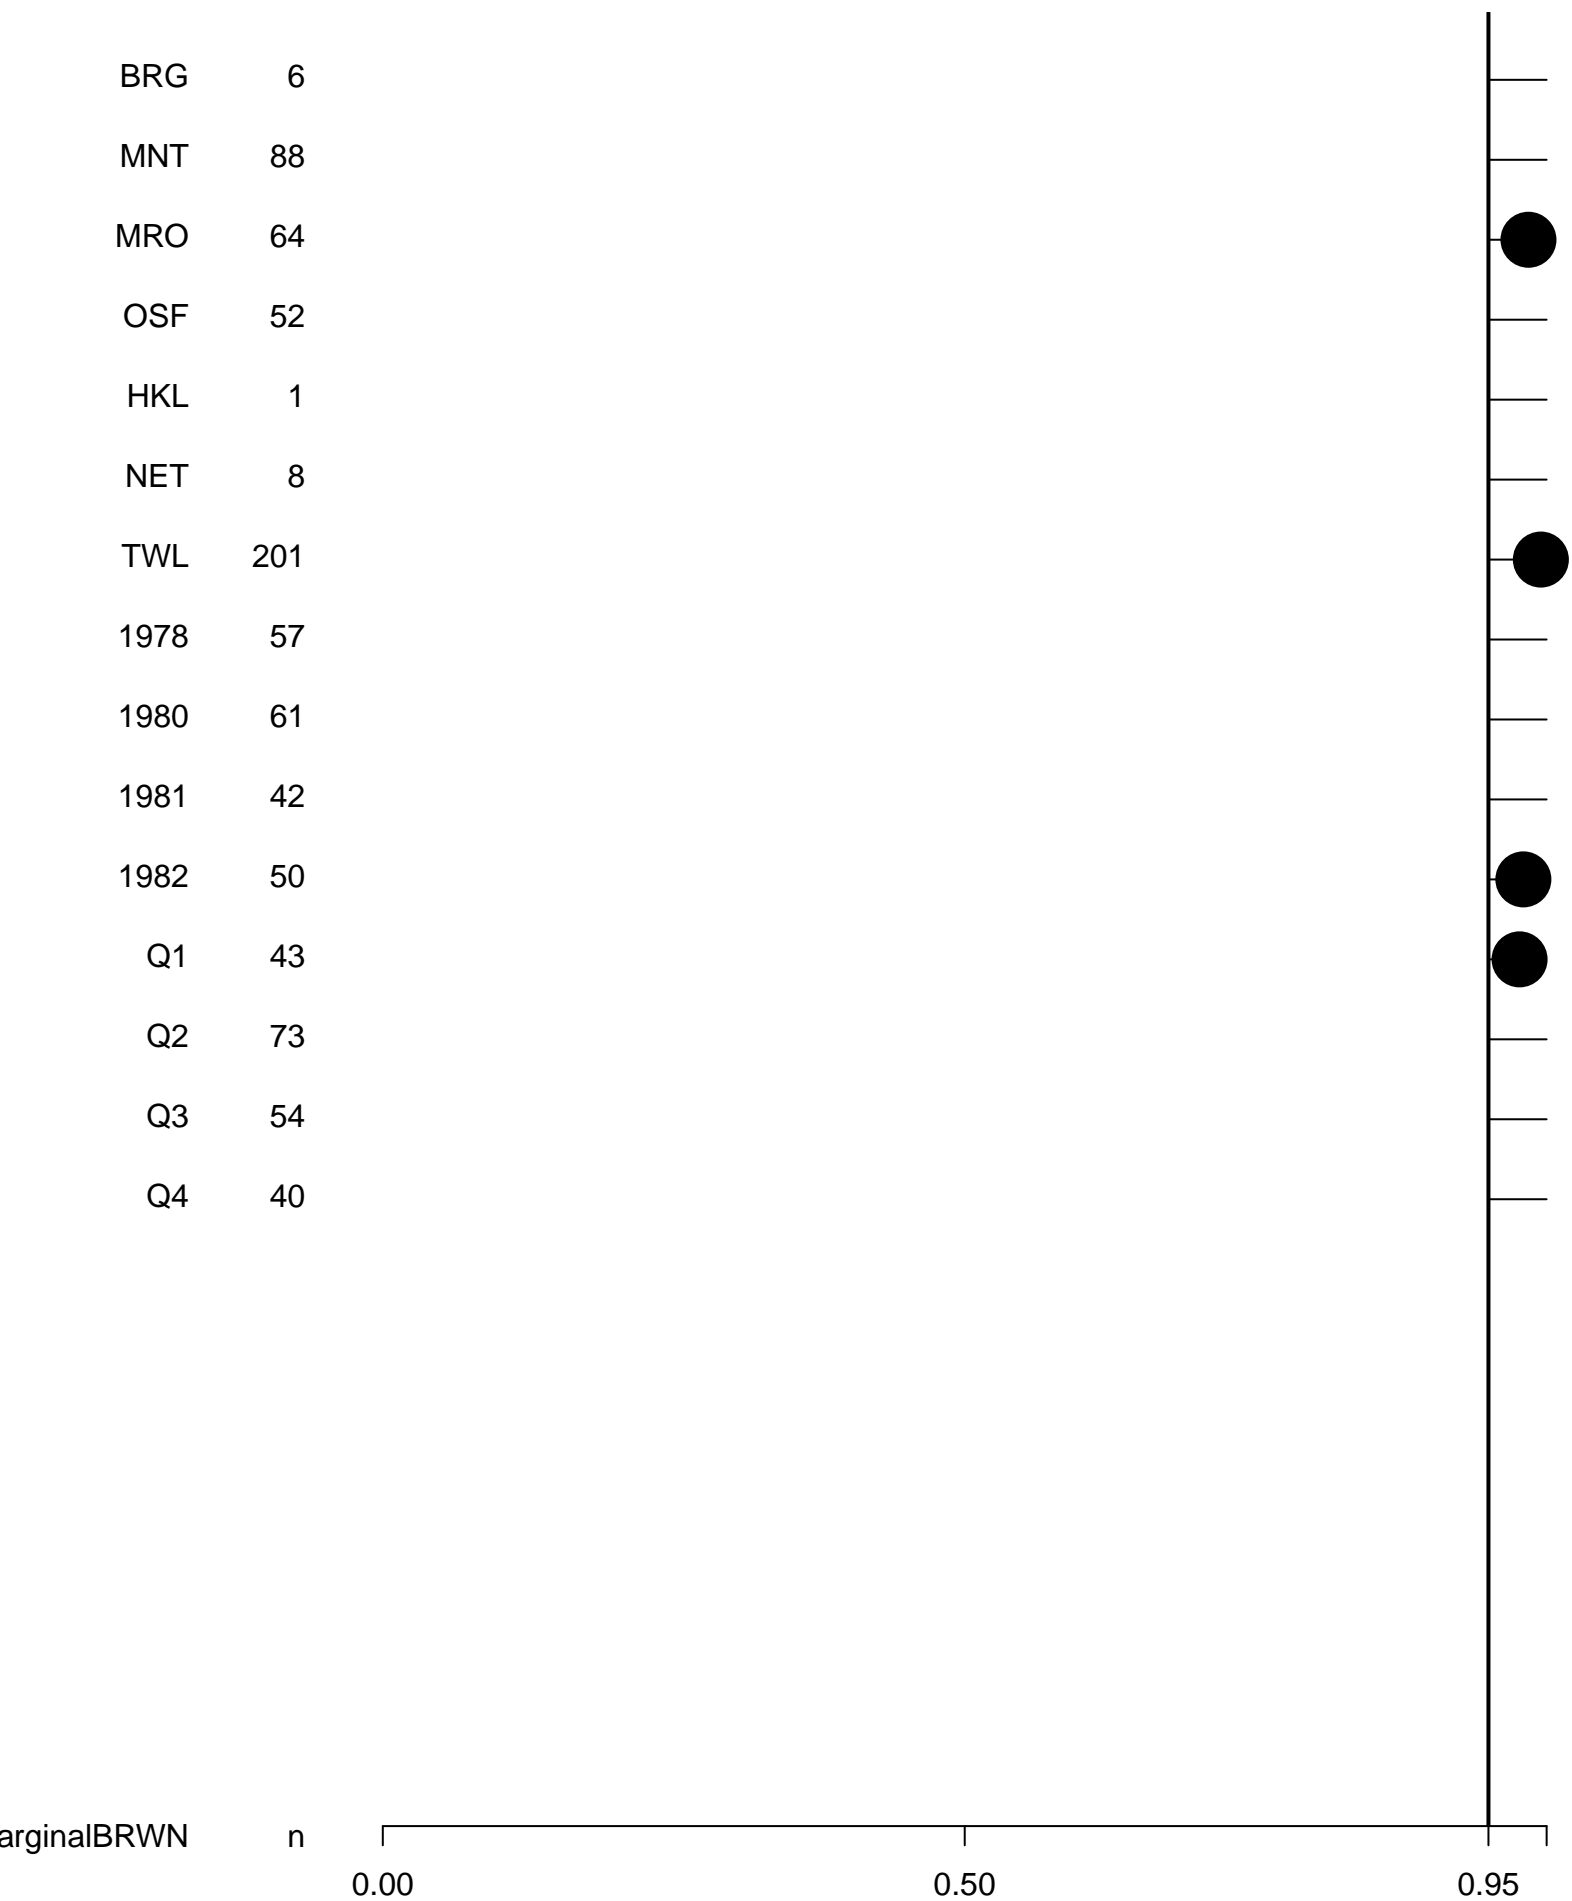 BRG 6
MNT 88
MRO 64
OSF 52
HKL 1
NET 8
TWL 201
1978 57
1980 61
1981 42
1982 50
Q1 43
Q2 73
Q3 54
Q4 40
arginalBRWN n
0.00 0.50 0.95